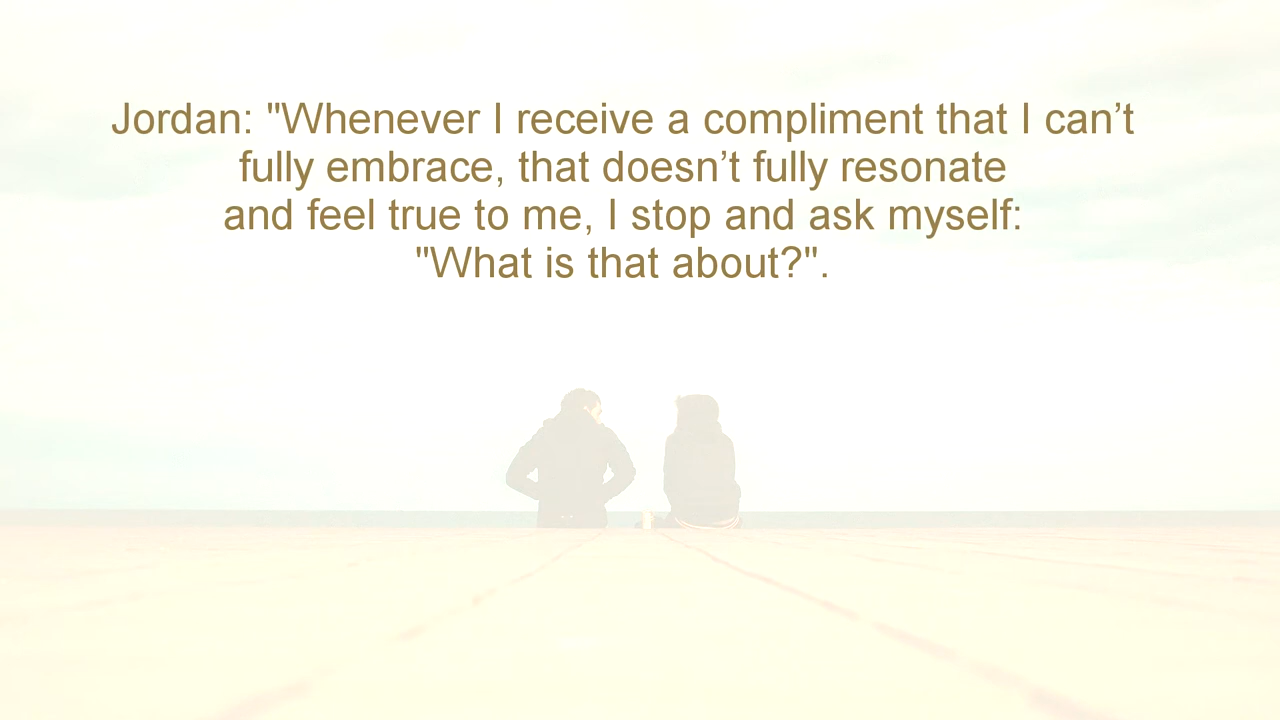 Jordan: "Whenever I receive a compliment that I can’t
fully embrace, that doesn’t fully resonate
and feel true to me, I stop and ask myself:
"What is that about?".